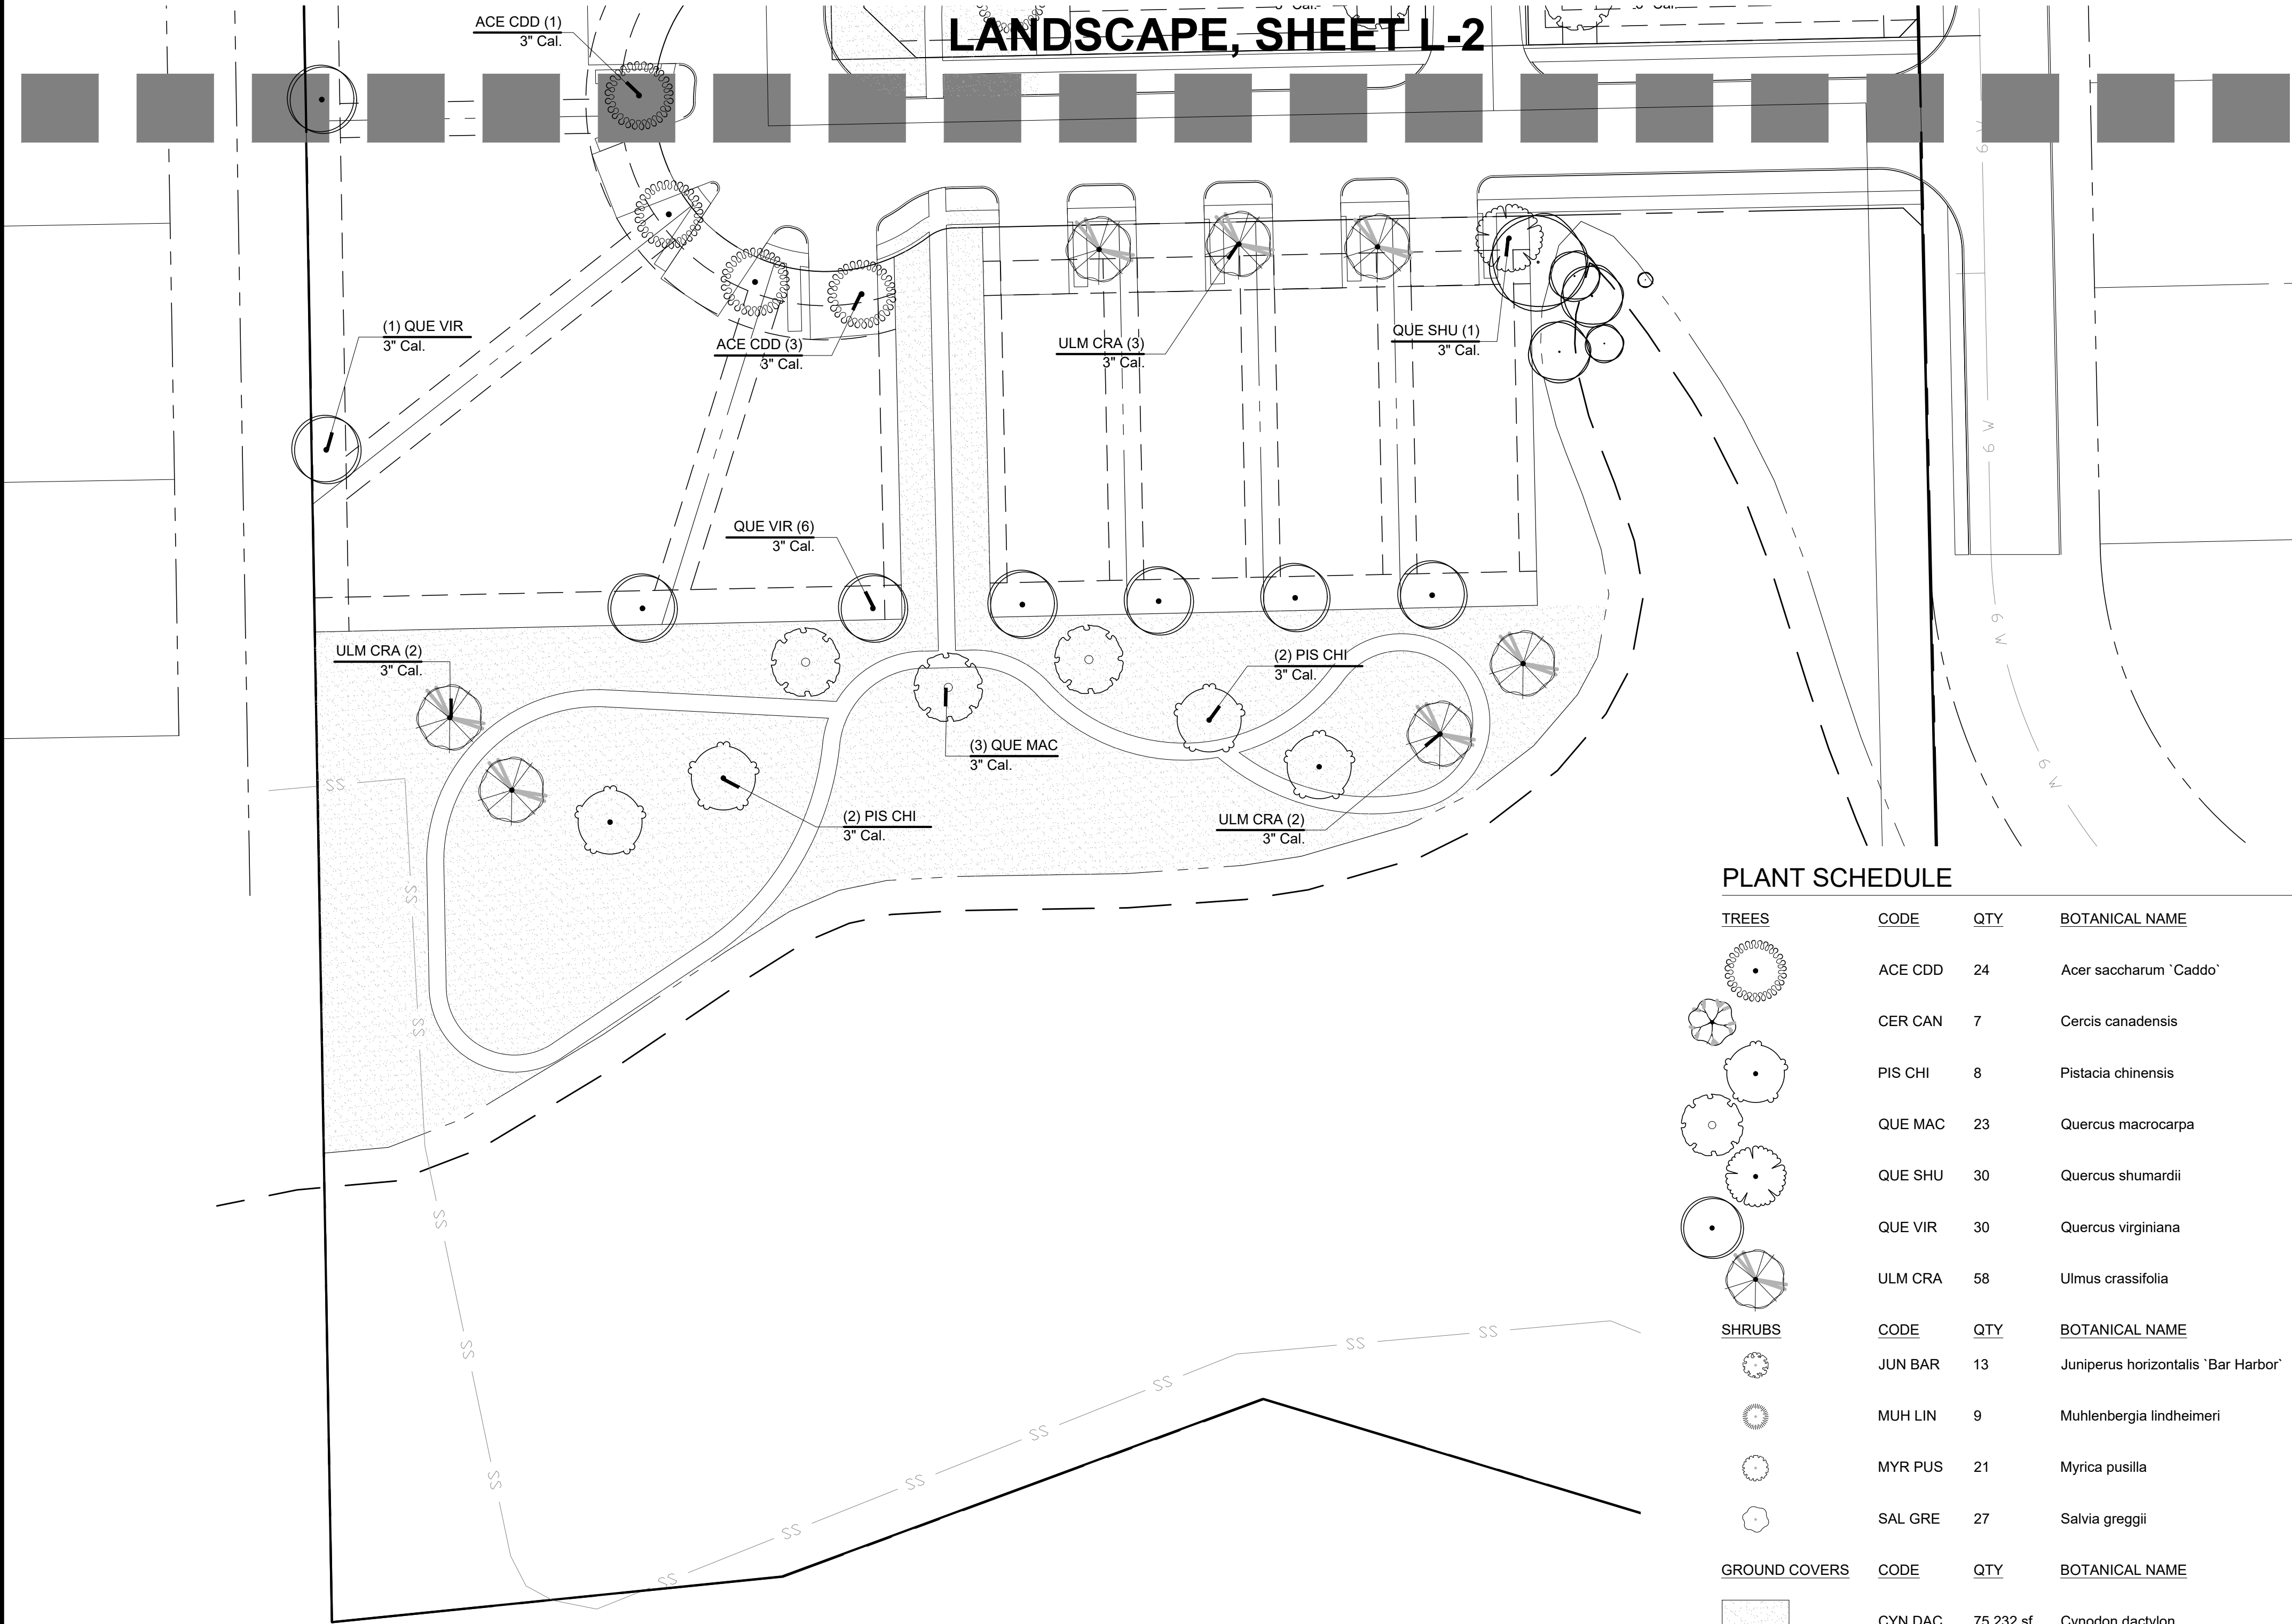 LANDSCAPE, SHEET L-2
ACE CDD (1)
3" Cal.
(1) QUE VIR
3" Cal.
ACE CDD (3)
3" Cal.
ULM CRA (3)
3" Cal.
QUE SHU (1)
3" Cal.
QUE VIR (6)
3" Cal.
ULM CRA (2)
3" Cal.
(2) PIS CHI
3" Cal.
(3) QUE MAC
3" Cal.
(2) PIS CHI
3" Cal.
ULM CRA (2)
3" Cal.
6 W
6 W
6 W
SS
SS
SS
SS
SS
SS
SS
SS
SS
SS
SS
SS
PLANT SCHEDULE
TREES CODE QTY BOTANICAL NAME
ACE CDD 24 Acer saccharum `Caddo`
CER CAN 7 Cercis canadensis
PIS CHI 8 Pistacia chinensis
QUE MAC 23 Quercus macrocarpa
QUE SHU 30 Quercus shumardii
QUE VIR 30 Quercus virginiana
ULM CRA 58 Ulmus crassifolia
SHRUBS CODE QTY BOTANICAL NAME
JUN BAR 13 Juniperus horizontalis `Bar Harbor`
MUH LIN 9 Muhlenbergia lindheimeri
MYR PUS 21 Myrica pusilla
SAL GRE 27 Salvia greggii
GROUND COVERS CODE QTY BOTANICAL NAME
CYN DAC 75,232 sf Cynodon dactylon